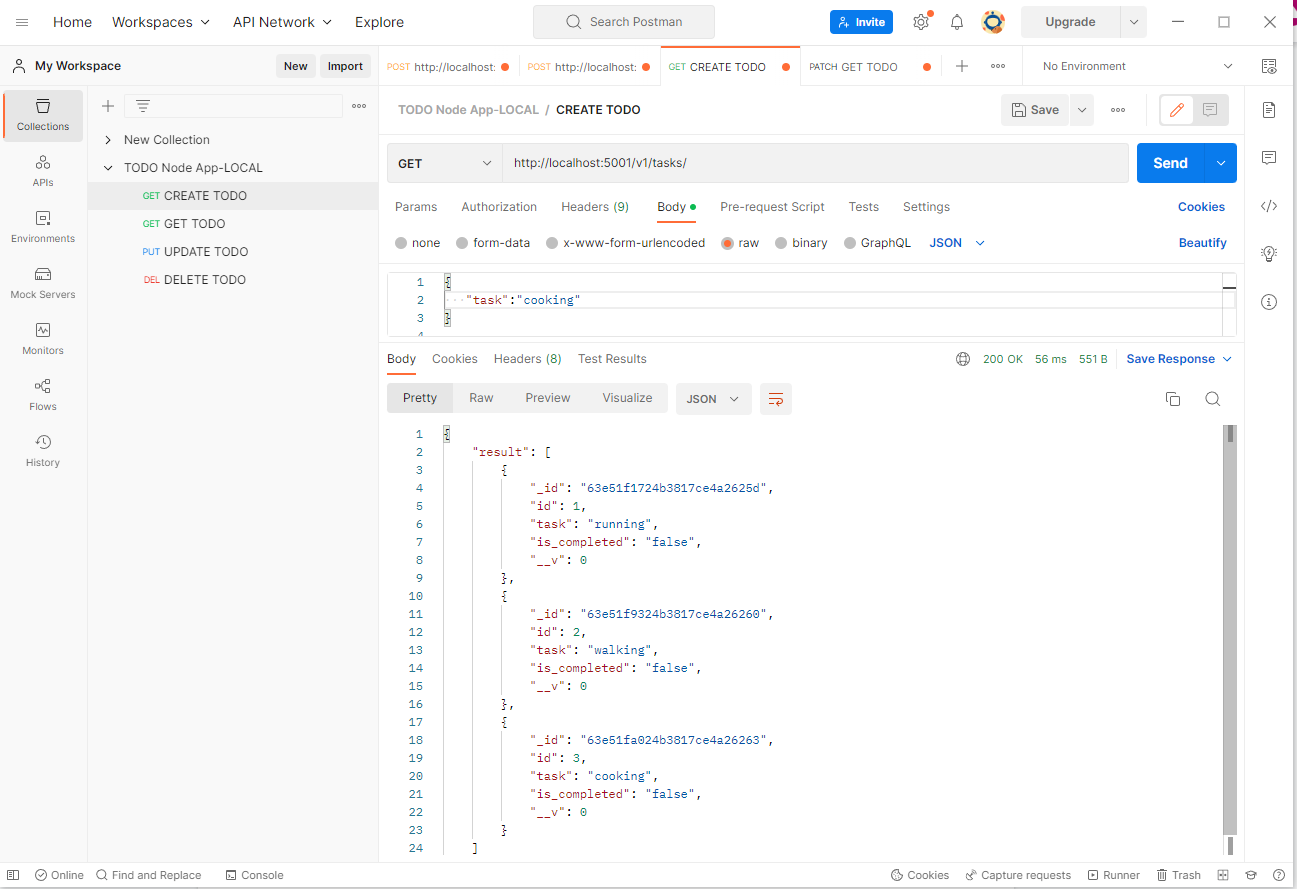 Home Workspaces API Network Explore Search Postman Invite Upgrade
My Workspace New Import POST http://localhost: POST http://localhost: GET CREATE TODO PATCH GET TODO No Environment
Collections
APIs
Environments
Mock Servers
Monitors
Flows
History
New Collection
TODO Node App-LOCAL
GET CREATE TODO
GET GET TODO
PUT UPDATE TODO
DEL DELETE TODO
TODO Node App-LOCAL / CREATE TODO Save
GET http://localhost:5001/v1/tasks/ Send
Params Authorization Headers (9) Body Pre-request Script Tests Settings Cookies
none form-data x-www-form-urlencoded raw binary GraphQL JSON Beautify
1 {
2 "task":"cooking"
3 }
4
Body Cookies Headers (8) Test Results 200 OK 56 ms 551 B Save Response
Pretty Raw Preview Visualize JSON
1 {
2 "result": [
3 {
4 "_id": "63e51f1724b3817ce4a2625d",
5 "id": 1,
6 "task": "running",
7 "is_completed": "false",
8 "__v": 0
9 },
10 {
11 "_id": "63e51f9324b3817ce4a26260",
12 "id": 2,
13 "task": "walking",
14 "is_completed": "false",
15 "__v": 0
16 },
17 {
18 "_id": "63e51fa024b3817ce4a26263",
19 "id": 3,
20 "task": "cooking",
21 "is_completed": "false",
22 "__v": 0
23 }
24 ]
Online Find and Replace Console Cookies Capture requests Runner Trash